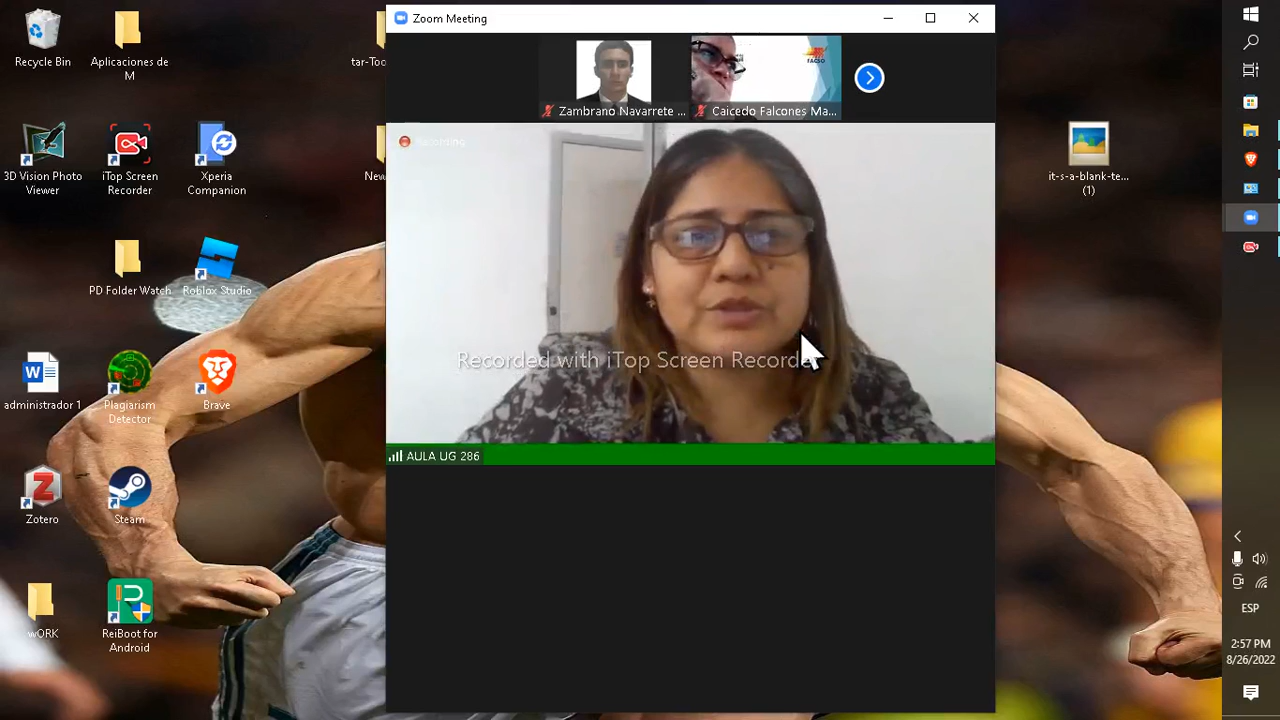 Zoom Meeting
Zambrano Navarrete ...
Caicedo Falcones Ma...
FACSO
Recording
Recorded with iTop Screen Recorder
AULA UG 286
Recycle Bin
Aplicaciones de
M
tar-Too
3D Vision Photo
Viewer
iTop Screen
Recorder
Xperia
Companion
New
it-s-a-blank-te...
(1)
PD Folder Watch
Roblox Studio
administrador 1
Plagiarism
Detector
Brave
Zotero
Steam
wORK
ReiBoot for
Android
ESP
2:57 PM
8/26/2022